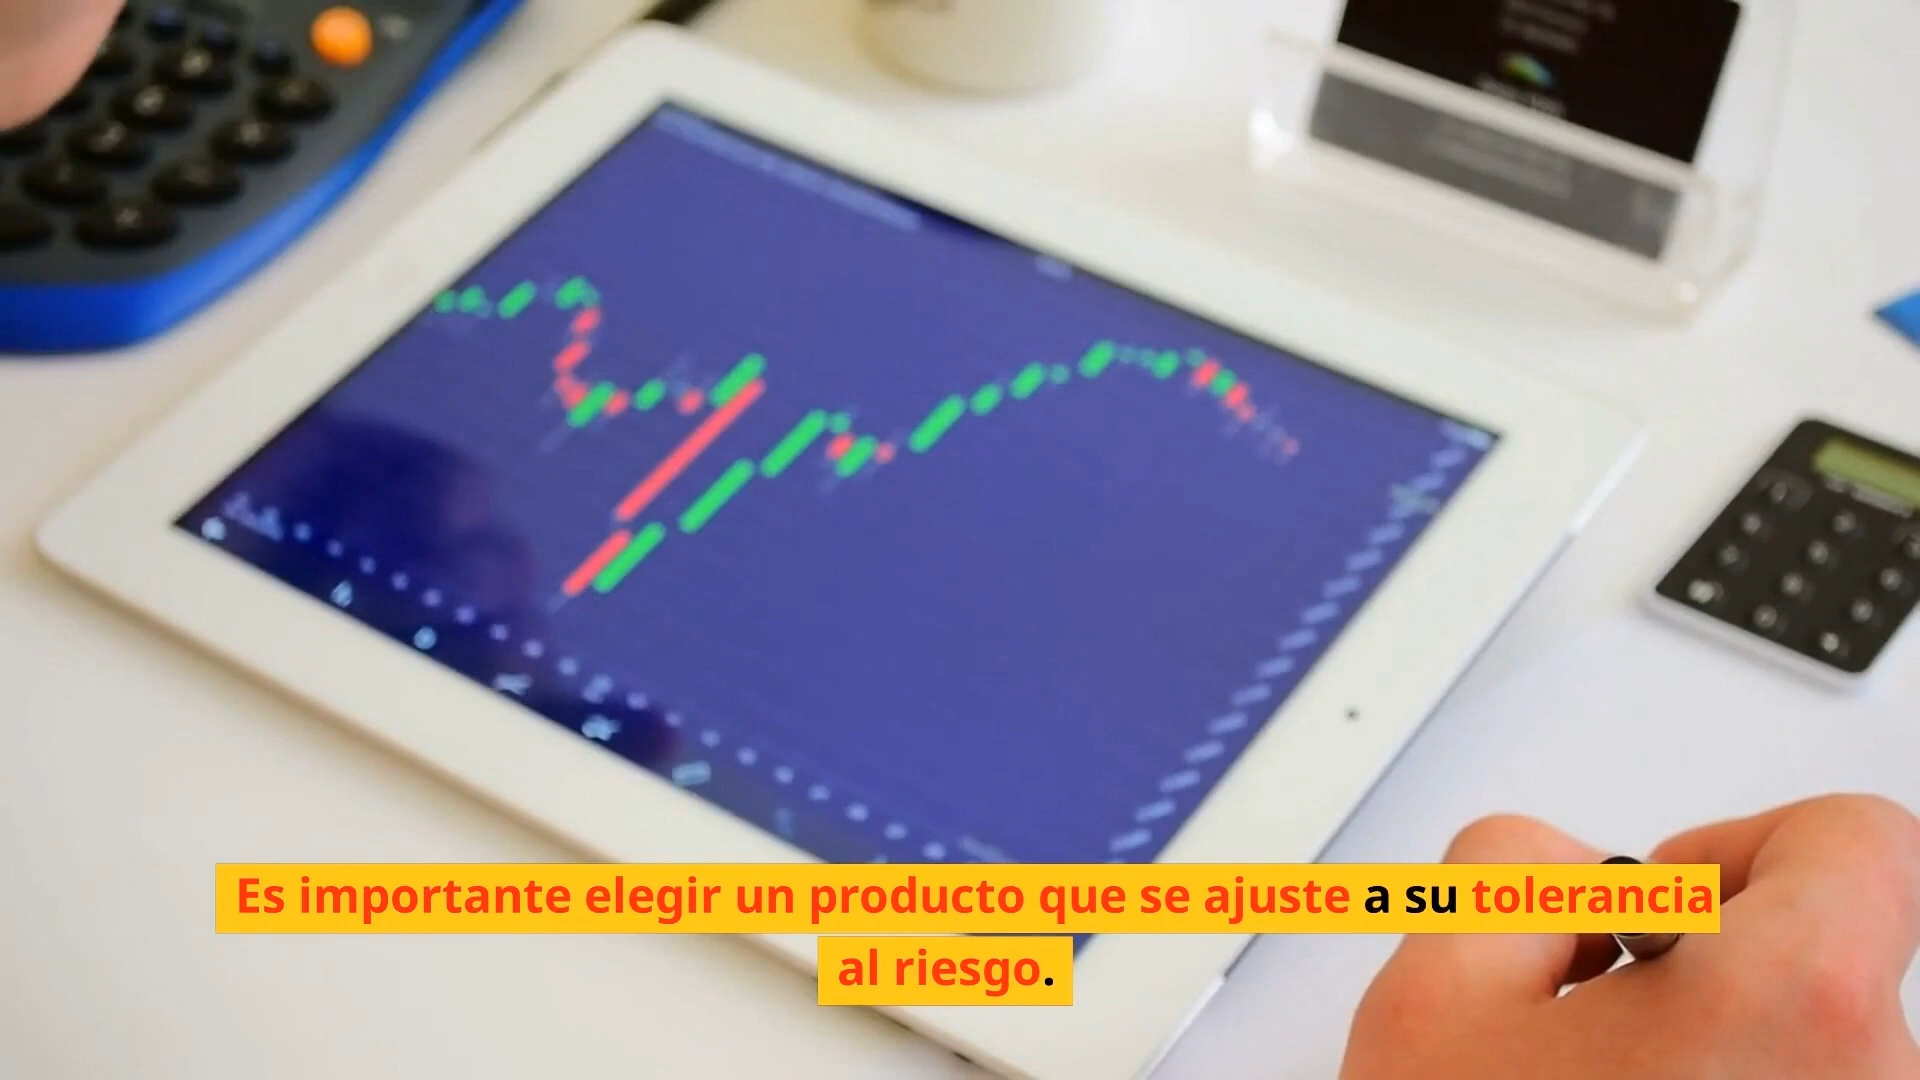 Es importante elegir un producto que se ajuste a su tolerancia
al riesgo.